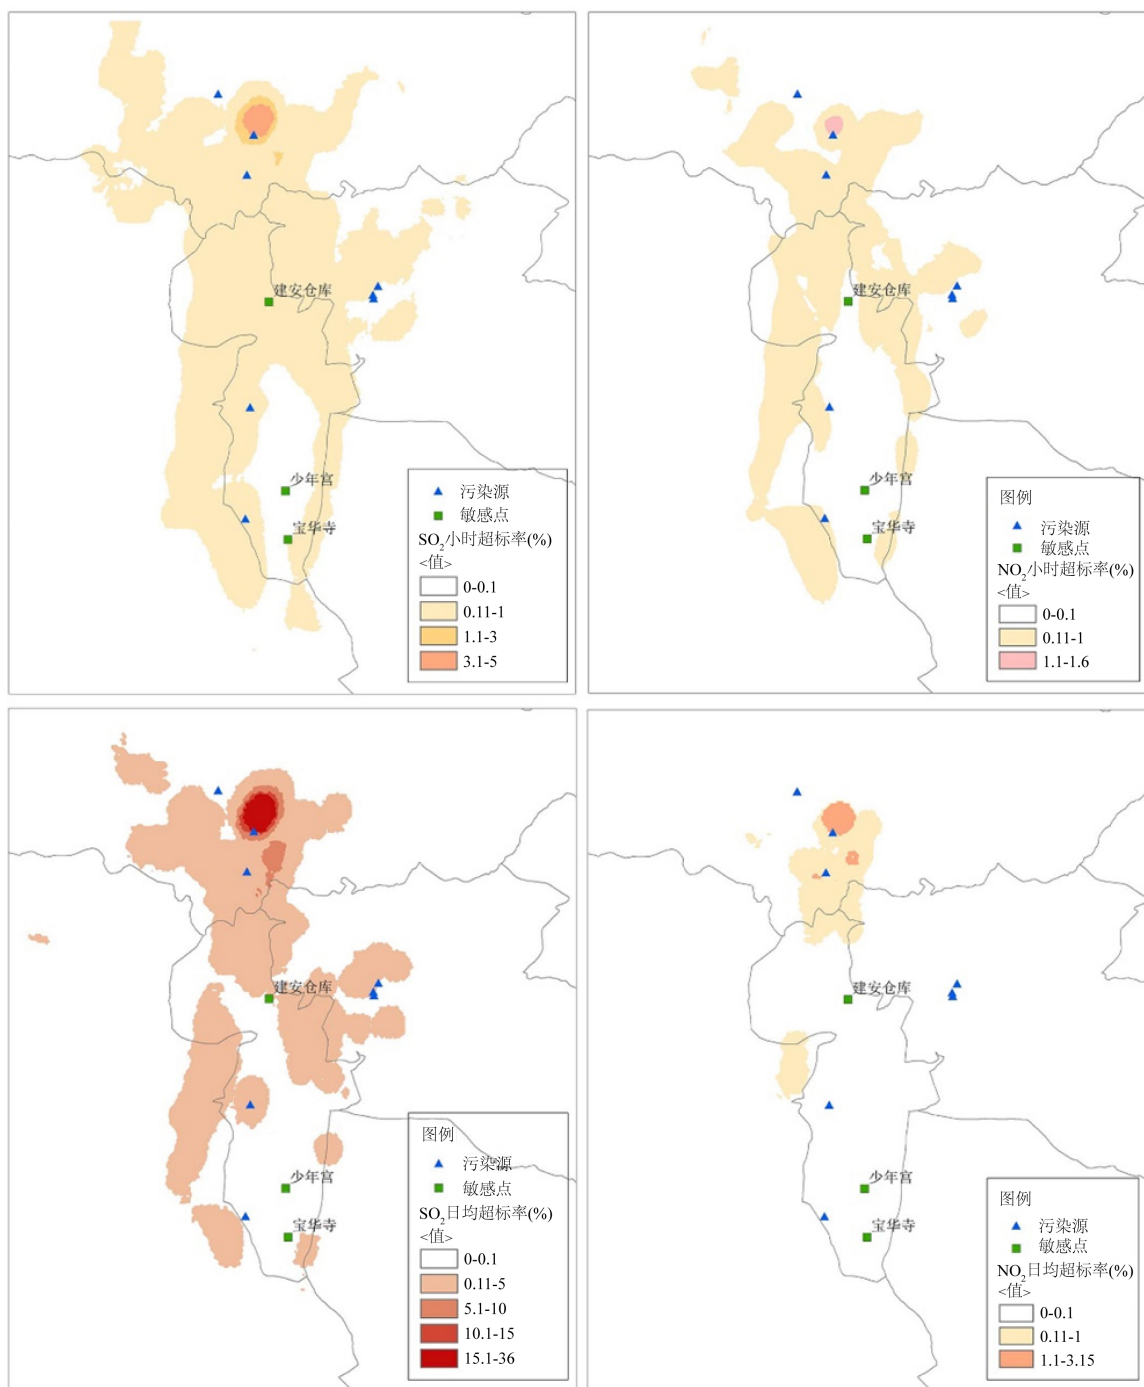 建安仓库
少年宫
宝华寺
污染源
敏感点
SO2小时超标率(%)
<值>
0-0.1
0.11-1
1.1-3
3.1-5
建安仓库
少年宫
宝华寺
图例
污染源
敏感点
NO2小时超标率(%)
<值>
0-0.1
0.11-1
1.1-1.6
建安仓库
少年宫
宝华寺
图例
污染源
敏感点
SO2日均超标率(%)
<值>
0-0.1
0.11-5
5.1-10
10.1-15
15.1-36
建安仓库
少年宫
宝华寺
图例
污染源
敏感点
NO2日均超标率(%)
<值>
0-0.1
0.11-1
1.1-3.15